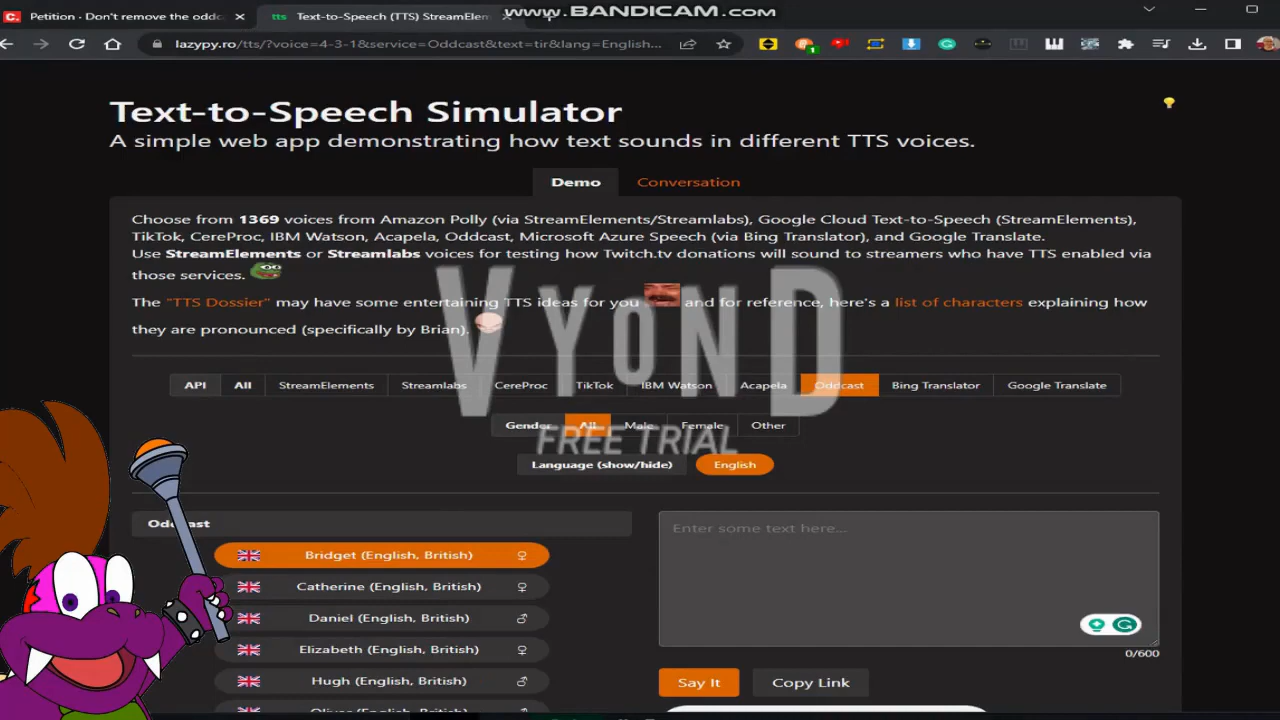 www.BANDICAM.com
Petition · Don't remove the oddc
tts Text-to-Speech (TTS) StreamElem
lazypy.ro/tts/?voice=4-3-1&service=Oddcast&text=tir&lang=English...
1
Text-to-Speech Simulator
A simple web app demonstrating how text sounds in different TTS voices.
Demo Conversation
Choose from 1369 voices from Amazon Polly (via StreamElements/Streamlabs), Google Cloud Text-to-Speech (StreamElements),
TikTok, CereProc, IBM Watson, Acapela, Oddcast, Microsoft Azure Speech (via Bing Translator), and Google Translate.
Use StreamElements or Streamlabs voices for testing how Twitch.tv donations will sound to streamers who have TTS enabled via
those services.
The "TTS Dossier" may have some entertaining TTS ideas for you and for reference, here's a list of characters explaining how
they are pronounced (specifically by Brian).
VYOND
FREE TRIAL
API All StreamElements Streamlabs CereProc TikTok IBM Watson Acapela Oddcast Bing Translator Google Translate
Gender All Male Female Other
Language (show/hide) English
Oddcast
Enter some text here...
Bridget (English, British) ♀
Catherine (English, British) ♀
Daniel (English, British) ♂
Elizabeth (English, British) ♀
Hugh (English, British) ♂
0/600
Say It Copy Link